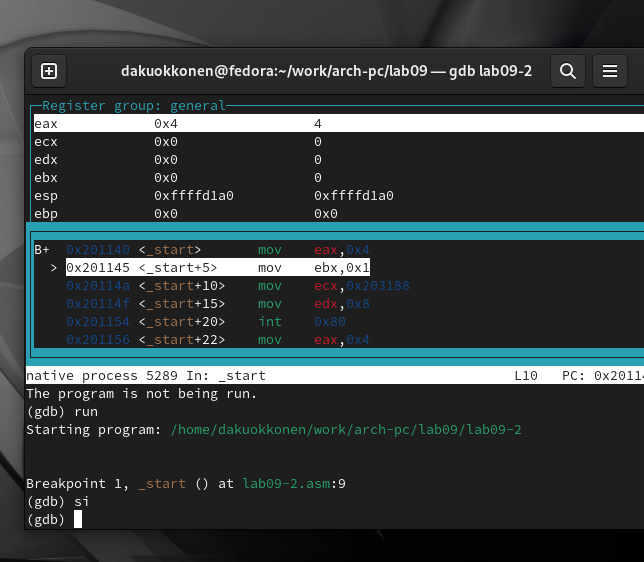 dakuokkonen@fedora:~/work/arch-pc/lab09 — gdb lab09-2
Register group: general
eax 0x4 4
ecx 0x0 0
edx 0x0 0
ebx 0x0 0
esp 0xffffd1a0 0xffffd1a0
ebp 0x0 0x0
B+ 0x201140 <_start> mov eax,0x4
> 0x201145 <_start+5> mov ebx,0x1
0x20114a <_start+10> mov ecx,0x203188
0x20114f <_start+15> mov edx,0x8
0x201154 <_start+20> int 0x80
0x201156 <_start+22> mov eax,0x4
native process 5289 In: _start L10 PC: 0x2011
The program is not being run.
(gdb) run
Starting program: /home/dakuokkonen/work/arch-pc/lab09/lab09-2
Breakpoint 1, _start () at lab09-2.asm:9
(gdb) si
(gdb)